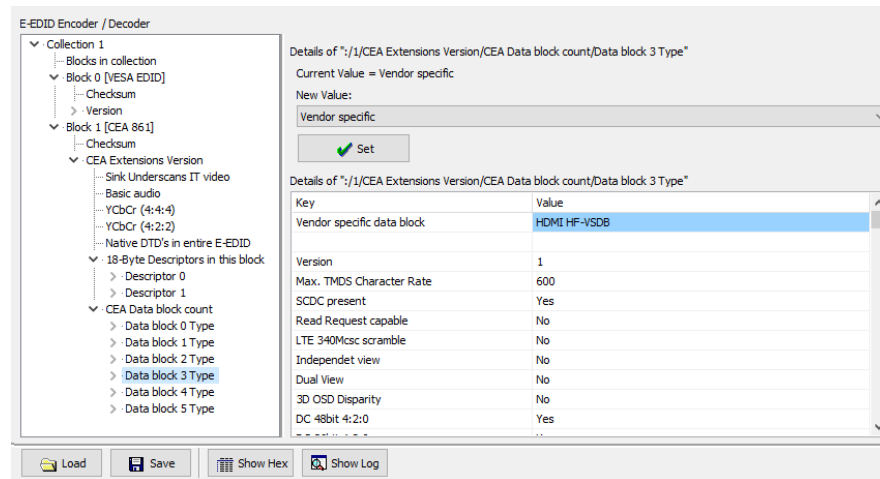 E-EDID Encoder / Decoder
Collection 1
Blocks in collection
Block 0 [VESA EDID]
Checksum
Version
Block 1 [CEA 861]
Checksum
CEA Extensions Version
Sink Underscans IT video
Basic audio
YCbCr (4:4:4)
YCbCr (4:2:2)
Native DTD's in entire E-EDID
18-Byte Descriptors in this block
Descriptor 0
Descriptor 1
CEA Data block count
Data block 0 Type
Data block 1 Type
Data block 2 Type
Data block 3 Type
Data block 4 Type
Data block 5 Type
Details of ":/1/CEA Extensions Version/CEA Data block count/Data block 3 Type"
Current Value = Vendor specific
New Value:
Vendor specific
Set
Details of ":/1/CEA Extensions Version/CEA Data block count/Data block 3 Type"
Key Value
Vendor specific data block HDMI HF-VSDB
Version 1
Max. TMDS Character Rate 600
SCDC present Yes
Read Request capable No
LTE 340Mcsc scramble No
Independet view No
Dual View No
3D OSD Disparity No
DC 48bit 4:2:0 Yes
Load Save Show Hex Show Log